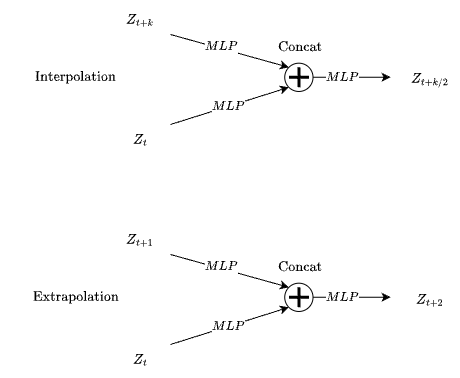 Z_{t+k}
MLP
Concat
Interpolation
MLP
Z_{t+k/2}
MLP
Z_t
Z_{t+1}
MLP
Concat
Extrapolation
MLP
Z_{t+2}
MLP
Z_t